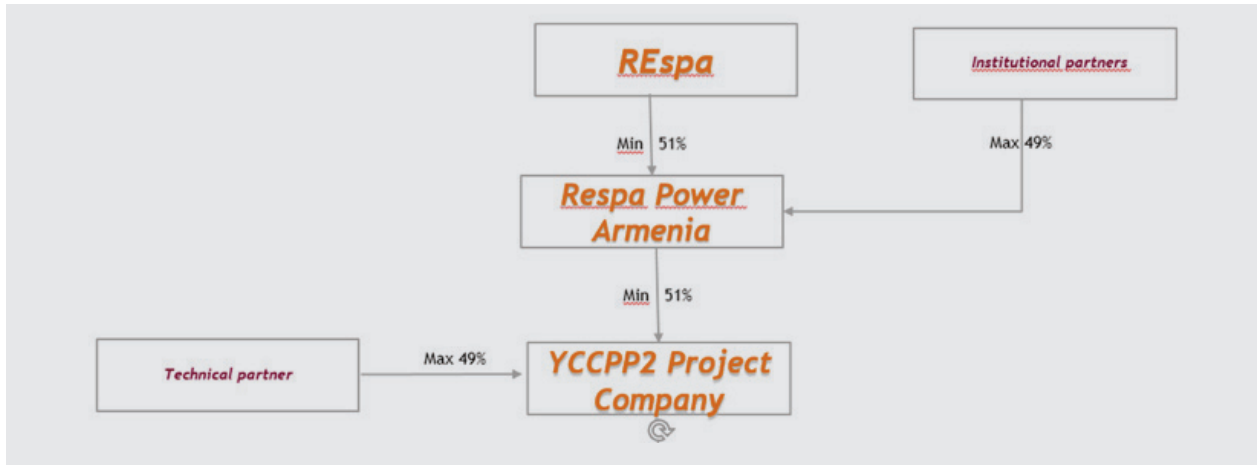 REspa
Institutional partners
Min 51%
Max 49%
Respa Power
Armenia
Min 51%
Technical partner
Max 49%
YCCPP2 Project
Company